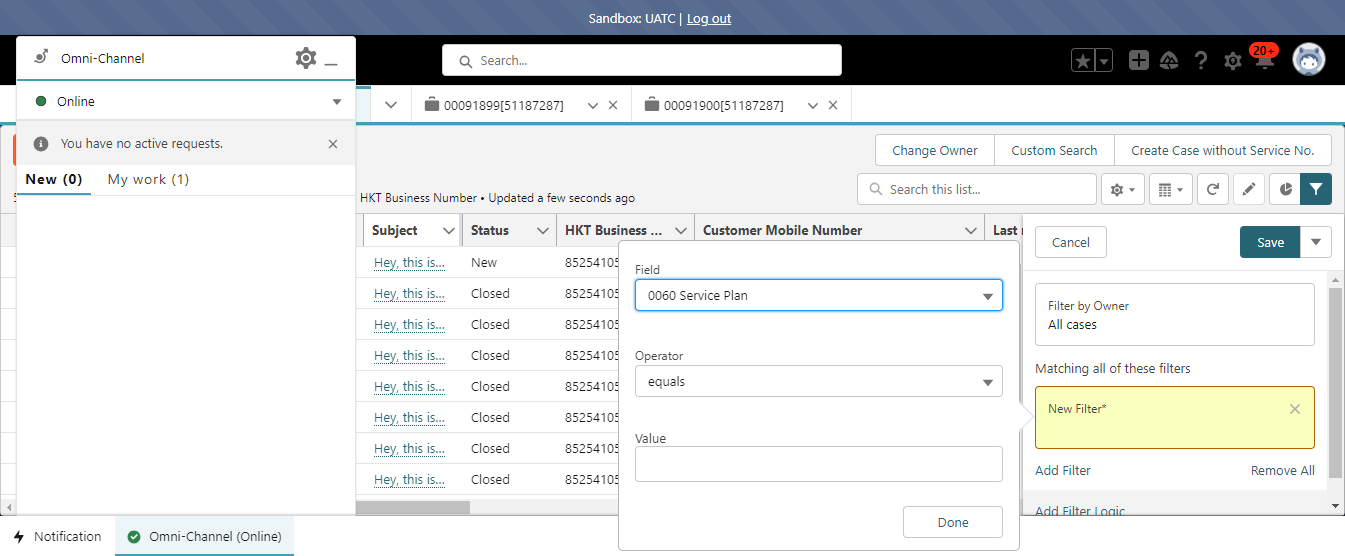 Sandbox: UATC | Log out
Omni-Channel
Search...
20+
Online
00091899[51187287]
00091900[51187287]
You have no active requests.
Change Owner
Custom Search
Create Case without Service No.
New (0)
My work (1)
HKT Business Number • Updated a few seconds ago
Search this list...
Subject
Status
HKT Business ...
Customer Mobile Number
Last
Cancel
Save
Hey, this is...
New
85254105
Hey, this is...
Closed
85254105
Hey, this is...
Closed
85254105
Hey, this is...
Closed
85254105
Hey, this is...
Closed
85254105
Hey, this is...
Closed
85254105
Hey, this is...
Closed
85254105
Hey, this is...
Closed
85254105
Field
0060 Service Plan
Operator
equals
Value
Done
Filter by Owner
All cases
Matching all of these filters
New Filter*
Add Filter
Remove All
Add Filter Logic
Notification
Omni-Channel (Online)